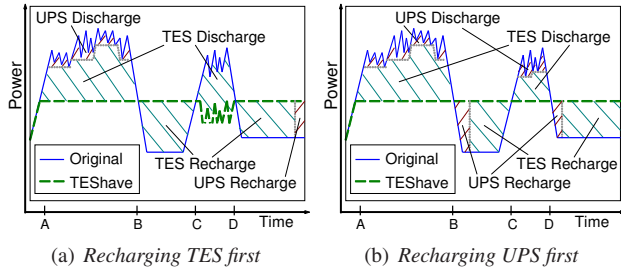 UPS Discharge
TES Discharge
Power
Original
TEShave
TES Recharge
UPS Recharge
A B C D Time
(a) Recharging TES first
UPS Discharge
TES Discharge
Power
Original
TEShave
TES Recharge
UPS Recharge
A B C D Time
(b) Recharging UPS first